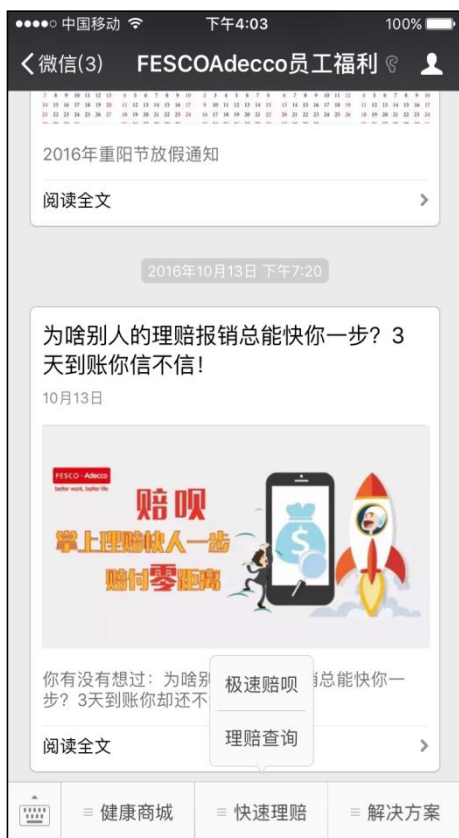 中国移动 下午4:03 100%
微信(3) FESCOAdecco员工福利
2016年重阳节放假通知
阅读全文
2016年10月13日 下午7:20
为啥别人的理赔报销总能快你一步？3
天到账你信不信！
10月13日
FESCO Adecco
better work, better life
赔呗
掌上理赔快人一步
赔付零距离
你有没有想过：为啥别
销总能快你一
步？3天到账你却还不
极速赔呗
理赔查询
阅读全文
健康商城 快速理赔 解决方案